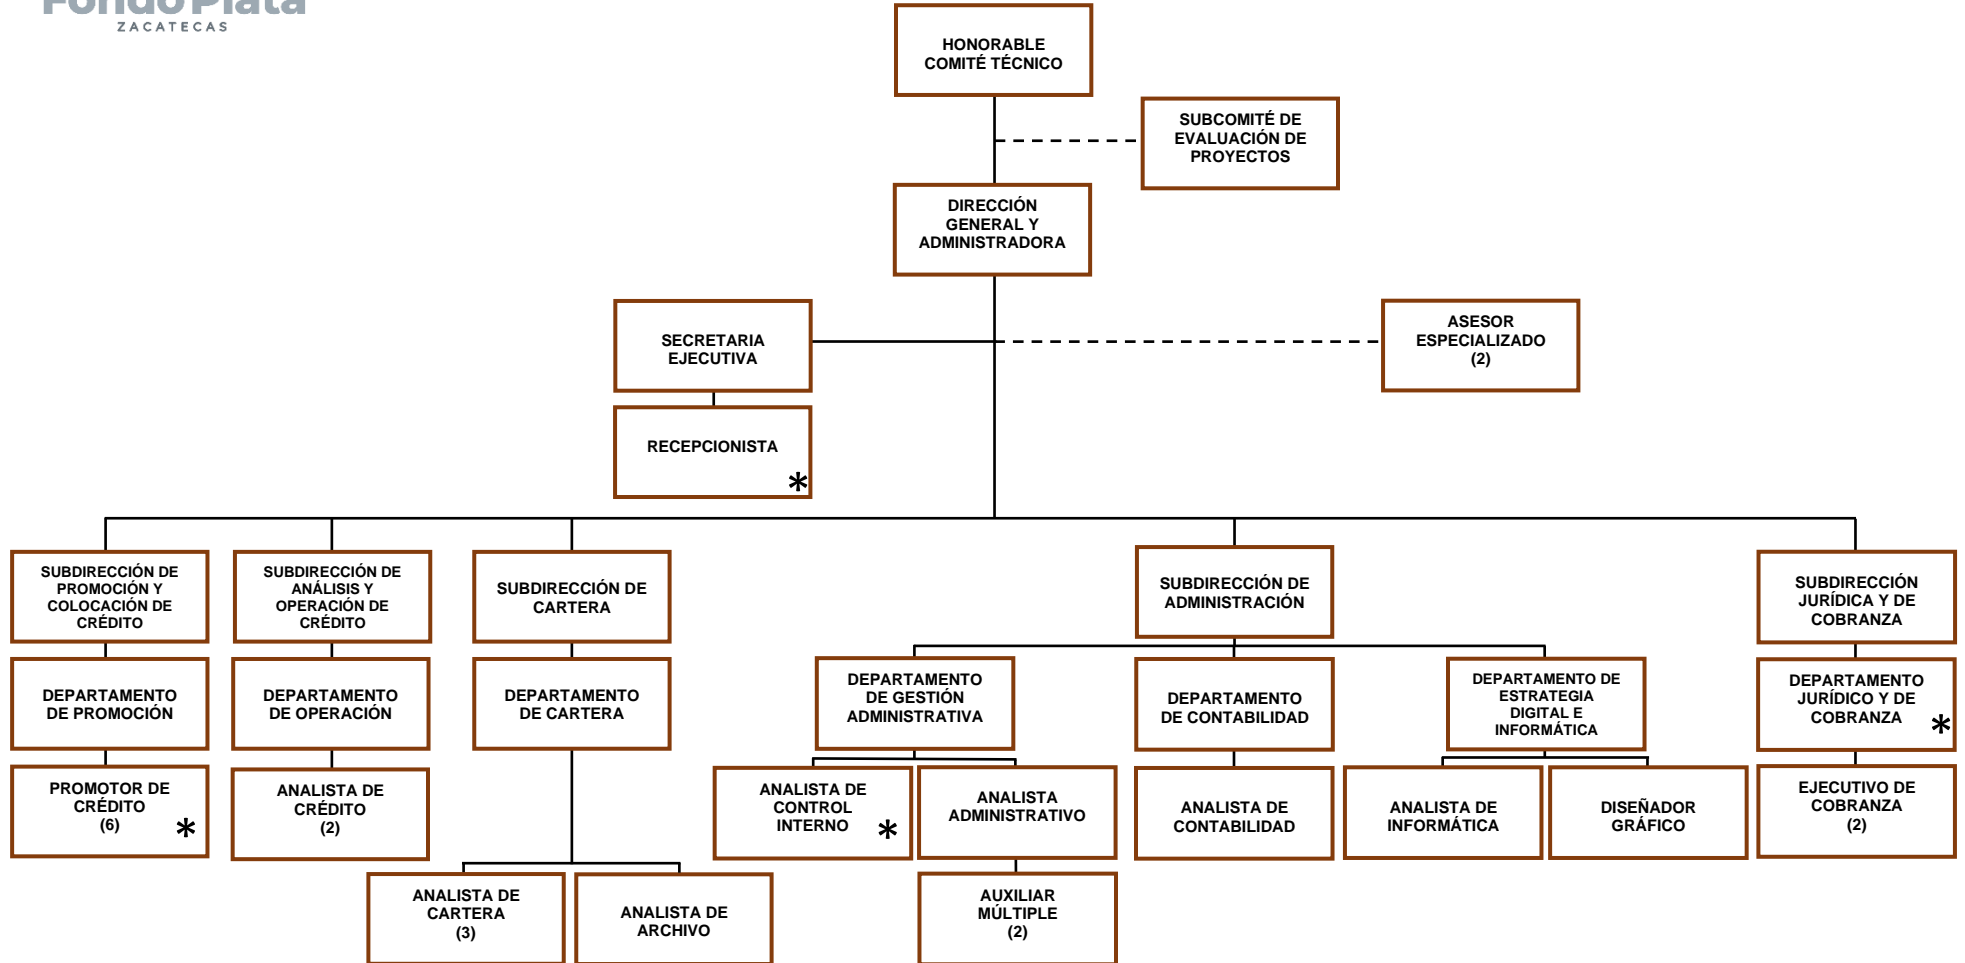 Fondo Plata
ZACATECAS
HONORABLE
COMITÉ TÉCNICO
SUBCOMITÉ DE
EVALUACIÓN DE
PROYECTOS
DIRECCIÓN
GENERAL Y
ADMINISTRADORA
SECRETARIA
EJECUTIVA
ASESOR
ESPECIALIZADO
(2)
RECEPCIONISTA
*
SUBDIRECCIÓN DE
PROMOCIÓN Y
COLOCACIÓN DE
CRÉDITO
SUBDIRECCIÓN DE
ANÁLISIS Y
OPERACIÓN DE
CRÉDITO
SUBDIRECCIÓN DE
CARTERA
SUBDIRECCIÓN DE
ADMINISTRACIÓN
SUBDIRECCIÓN
JURÍDICA Y DE
COBRANZA
DEPARTAMENTO
DE PROMOCIÓN
DEPARTAMENTO
DE OPERACIÓN
DEPARTAMENTO
DE CARTERA
DEPARTAMENTO
DE GESTIÓN
ADMINISTRATIVA
DEPARTAMENTO
DE CONTABILIDAD
DEPARTAMENTO DE
ESTRATEGIA
DIGITAL E
INFORMÁTICA
DEPARTAMENTO
JURÍDICO Y DE
COBRANZA
*
PROMOTOR DE
CRÉDITO
(6)
*
ANALISTA DE
CRÉDITO
(2)
ANALISTA DE
CONTROL
INTERNO
*
ANALISTA
ADMINISTRATIVO
ANALISTA DE
CONTABILIDAD
ANALISTA DE
INFORMÁTICA
DISEÑADOR
GRÁFICO
EJECUTIVO DE
COBRANZA
(2)
ANALISTA DE
CARTERA
(3)
ANALISTA DE
ARCHIVO
AUXILIAR
MÚLTIPLE
(2)